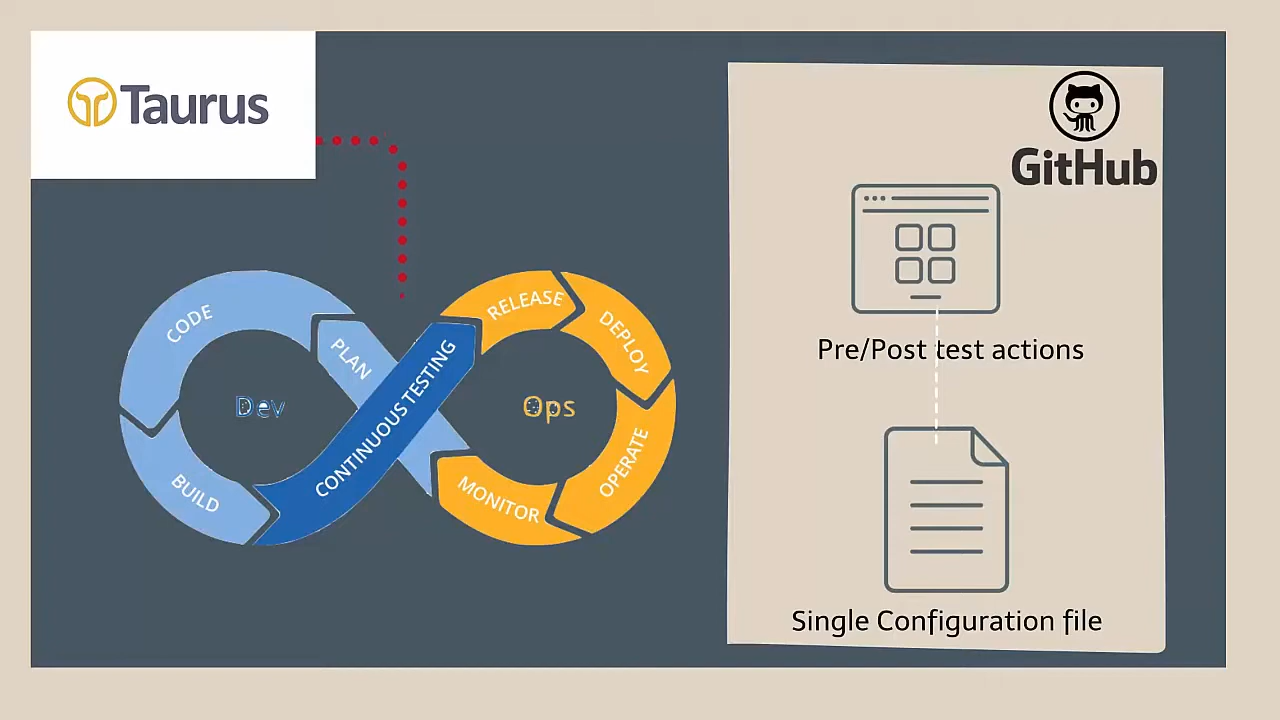 Taurus
GitHub
CODE
PLAN
BUILD
CONTINUOUS TESTING
RELEASE
DEPLOY
OPERATE
MONITOR
Dev
Ops
Pre/Post test actions
Single Configuration file